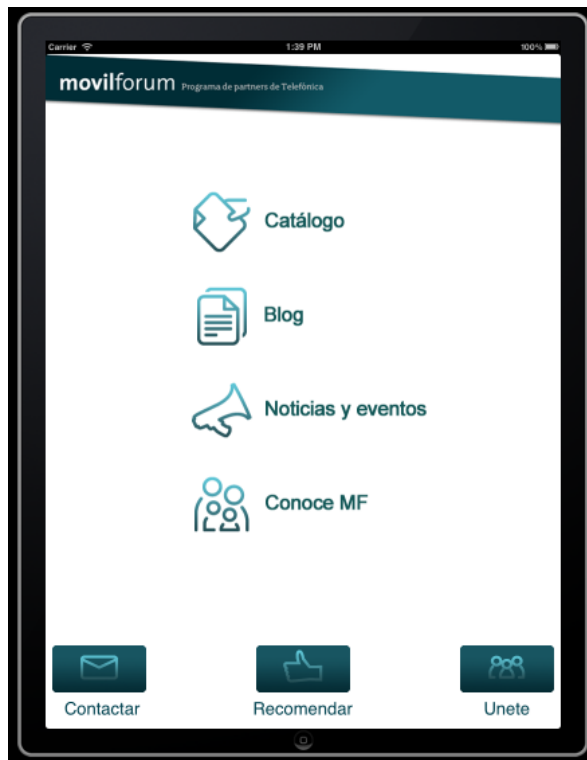 Carrier 1:39 PM 100%
movilforum Programa de partners de Telefónica
Catálogo
Blog
Noticias y eventos
Conoce MF
Contactar Recomendar Unete